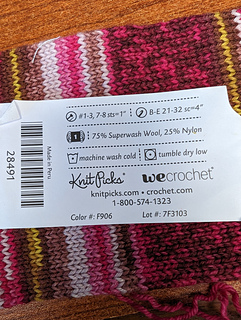 #1-3, 7-8 sts=1" B-E 21-32 sc=4"
1 75% Superwash Wool, 25% Nylon
machine wash cold tumble dry low
KnitPicks® wecrochet™
knitpicks.com • crochet.com
1-800-574-1323
Color #: F906 Lot #: 7F3103
Made in Peru
28491